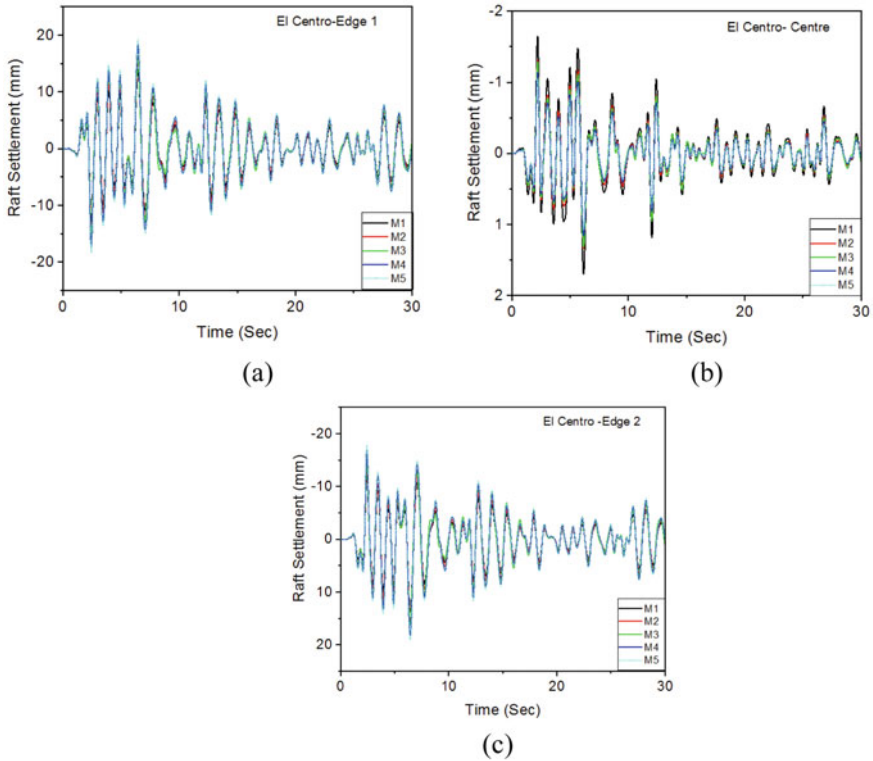 El Centro-Edge 1
Raft Settlement (mm)
20
10
0
-10
-20
M1
M2
M3
M4
M5
0
10
20
30
Time (Sec)
(a)
El Centro- Centre
Raft Settlement (mm)
-2
-1
0
1
2
M1
M2
M3
M4
M5
0
10
20
30
Time (Sec)
(b)
El Centro -Edge 2
Raft Settlement (mm)
-20
-10
0
10
20
M1
M2
M3
M4
M5
0
10
20
30
Time (Sec)
(c)